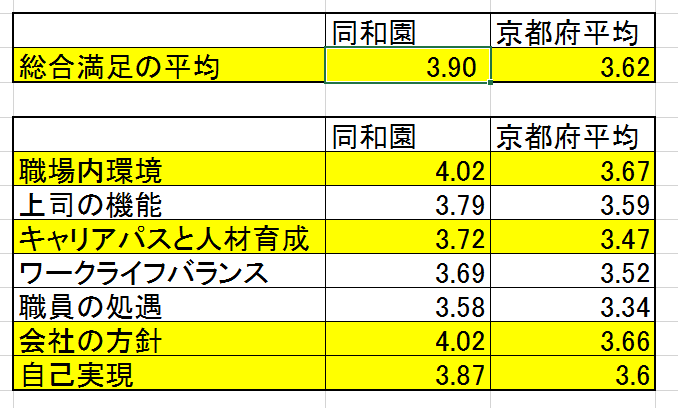 同和園 京都府平均
総合満足の平均 3.90 3.62
同和園 京都府平均
職場内環境 4.02 3.67
上司の機能 3.79 3.59
キャリアパスと人材育成 3.72 3.47
ワークライフバランス 3.69 3.52
職員の処遇 3.58 3.34
会社の方針 4.02 3.66
自己実現 3.87 3.6